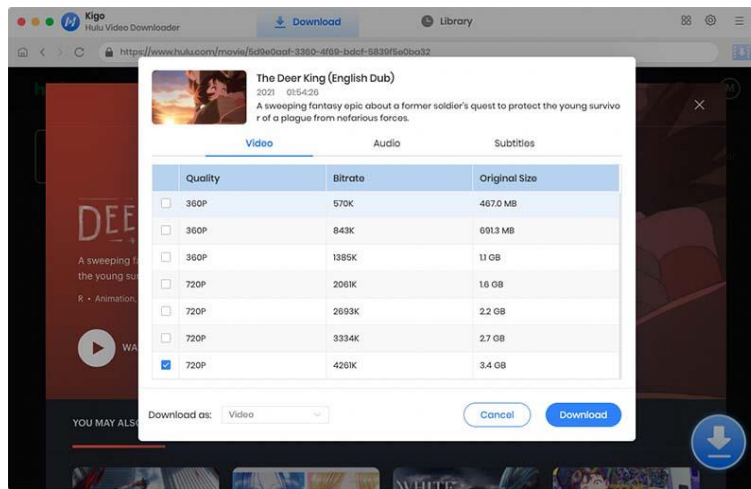 Kigo
Hulu Video Downloader
Download
Library
https://www.hulu.com/movie/5d9e0aaf-3360-4f69-bdcf-5839f5e0ba32
The Deer King (English Dub)
2021 01:54:26
A sweeping fantasy epic about a former soldier's quest to protect the young survivo
r of a plague from nefarious forces.
Video Audio Subtitles
Quality Bitrate Original Size
360P 570K 467.0 MB
360P 843K 691.3 MB
360P 1385K 1.1 GB
720P 2061K 1.6 GB
720P 2693K 2.2 GB
720P 3334K 2.7 GB
720P 4261K 3.4 GB
Download as: Video
Cancel
Download
DEE
A sweeping f
the young su
R • Animation,
WA
YOU MAY ALS
WHITE
M